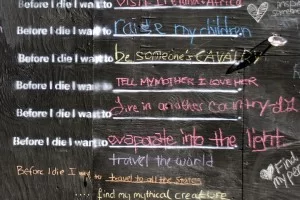 Before I die I want to VISIT
Before I die I want to raise my children
Before I die I want to be someone's CAVALRY
Before I die I want to TELL MY MOTHER I LOVE HER
Before I die I want to live in another country
Before I die I want to evaporate into the light
travel the world
Before I die I want to travel to all the States
.... find my mythical creature
Find
my